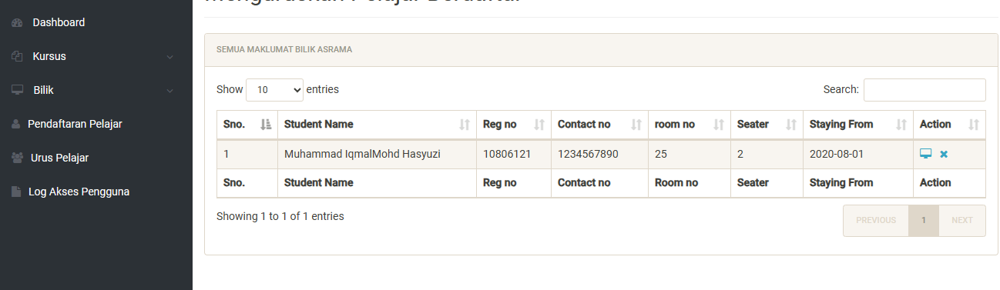 Mengaruskan Pelajar Berdaftar
Dashboard
Kursus
Bilik
Pendaftaran Pelajar
Urus Pelajar
Log Akses Pengguna
SEMUA MAKLUMAT BILIK ASRAMA
Show 10 entries
Search:
Sno. Student Name Reg no Contact no room no Seater Staying From Action
1 Muhammad IqmalMohd Hasyuzi 10806121 1234567890 25 2 2020-08-01
Sno. Student Name Reg no Contact no Room no Seater Staying From Action
Showing 1 to 1 of 1 entries
PREVIOUS 1 NEXT